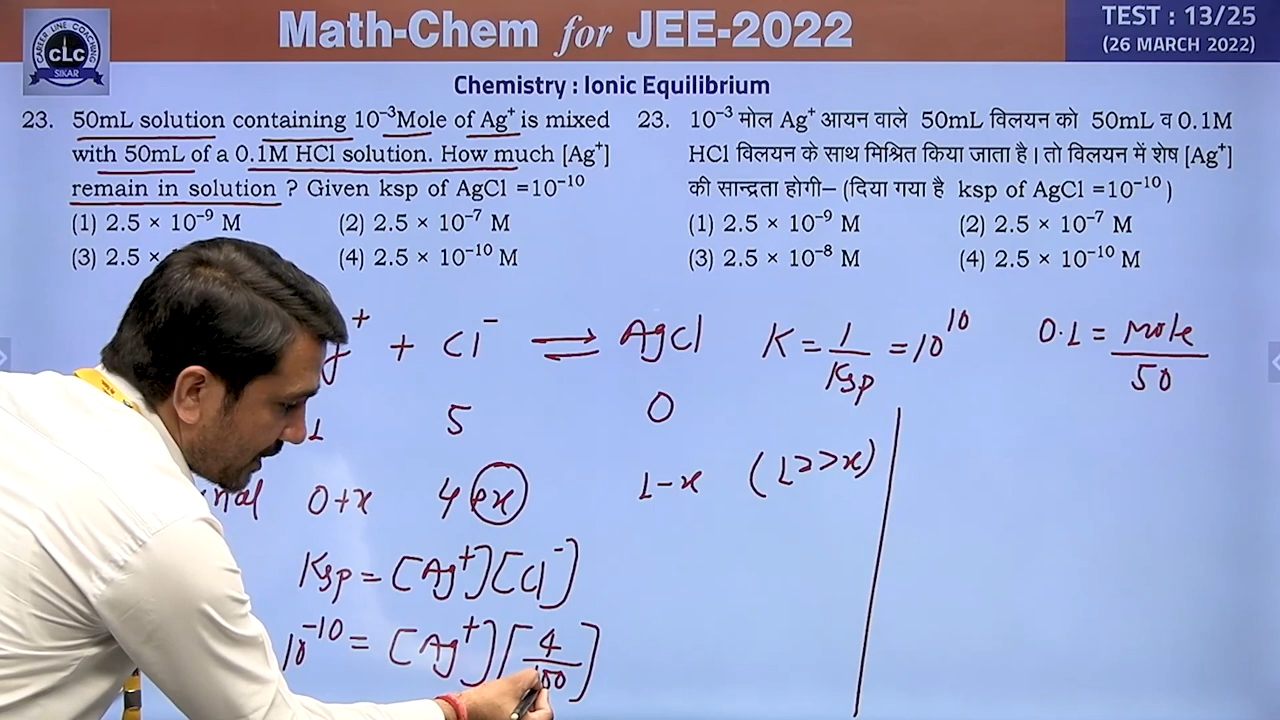 Math-Chem for JEE-2022
TEST : 13/25
(26 MARCH 2022)
CAREER LINE COACHING
CLC
SIKAR
Chemistry : Ionic Equilibrium
23. 50mL solution containing 10⁻³Mole of Ag⁺ is mixed
with 50mL of a 0.1M HCl solution. How much [Ag⁺]
remain in solution ? Given ksp of AgCl =10⁻¹⁰
(1) 2.5 × 10⁻⁹ M (2) 2.5 × 10⁻⁷ M
(3) 2.5 × (4) 2.5 × 10⁻¹⁰ M
23. 10⁻³ मोल Ag⁺ आयन वाले 50mL विलयन को 50mL व 0.1M
HCl विलयन के साथ मिश्रित किया जाता है। तो विलयन में शेष [Ag⁺]
की सान्द्रता होगी– (दिया गया है ksp of AgCl =10⁻¹⁰)
(1) 2.5 × 10⁻⁹ M (2) 2.5 × 10⁻⁷ M
(3) 2.5 × 10⁻⁸ M (4) 2.5 × 10⁻¹⁰ M
⁺ + Cl⁻ ⇌ AgCl K = 1/Ksp = 10¹⁰ 0.1 = Mole/50
1 5 0
0+x 4+x 1-x (1>>x)
Ksp = [Ag⁺][Cl⁻]
10⁻¹⁰ = [Ag⁺][4/100]